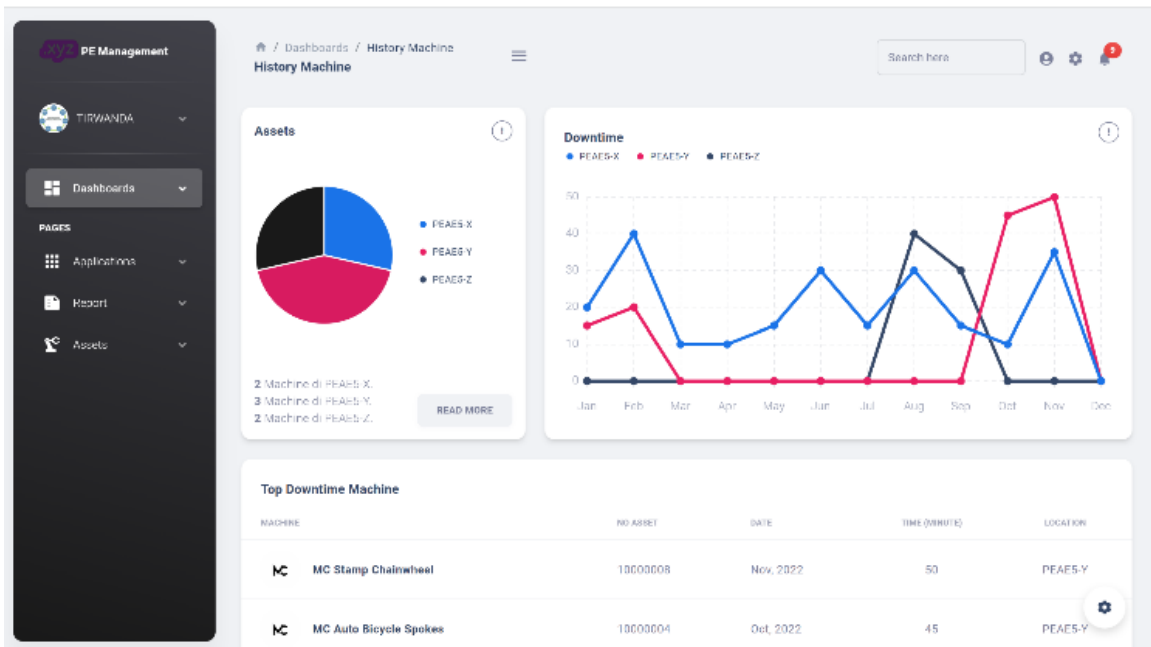 .xyz PE Management
TIRWANDA
Dashboards
PAGES
Applications
Report
Assets
/ Dashboards / History Machine
History Machine
Search here
Assets
PEAE5-X
PEAE5-Y
PEAE5-Z
2 Machine di PEAE5-X.
3 Machine di PEAE5-Y.
2 Machine di PEAE5-Z.
READ MORE
Downtime
PEAE5-X PEAE5-Y PEAE5-Z
50
40
30
20
10
0
Jan Feb Mar Apr May Jun Jul Aug Sep Oct Nov Dec
Top Downtime Machine
MACHINE NO ASSET DATE TIME (MINUTE) LOCATION
MC MC Stamp Chainwheel 10000008 Nov, 2022 50 PEAE5-Y
MC MC Auto Bicycle Spokes 10000004 Oct, 2022 45 PEAE5-Y